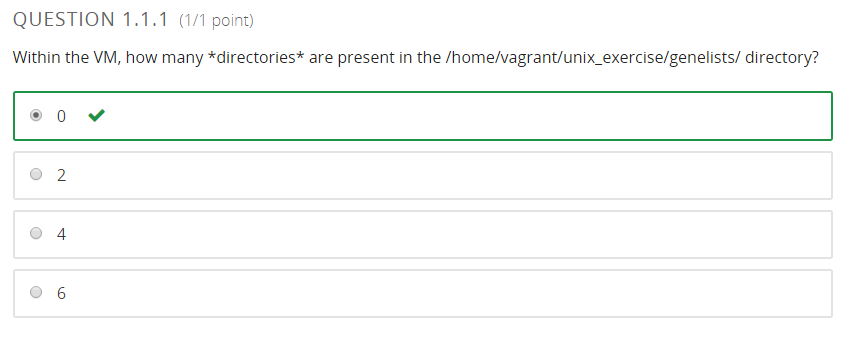 QUESTION 1.1.1 (1/1 point)
Within the VM, how many *directories* are present in the /home/vagrant/unix_exercise/genelists/ directory?
0
2
4
6